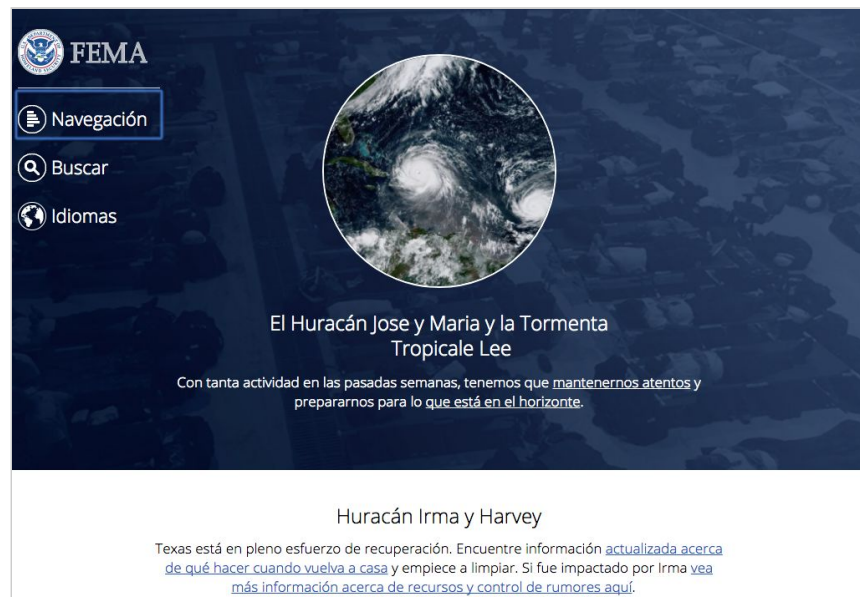 FEMA
Navegación
Buscar
Idiomas
El Huracán Jose y Maria y la Tormenta
Tropicale Lee
Con tanta actividad en las pasadas semanas, tenemos que mantenernos atentos y
prepararnos para lo que está en el horizonte.
Huracán Irma y Harvey
Texas está en pleno esfuerzo de recuperación. Encuentre información actualizada acerca
de qué hacer cuando vuelva a casa y empiece a limpiar. Si fue impactado por Irma vea
más información acerca de recursos y control de rumores aquí.